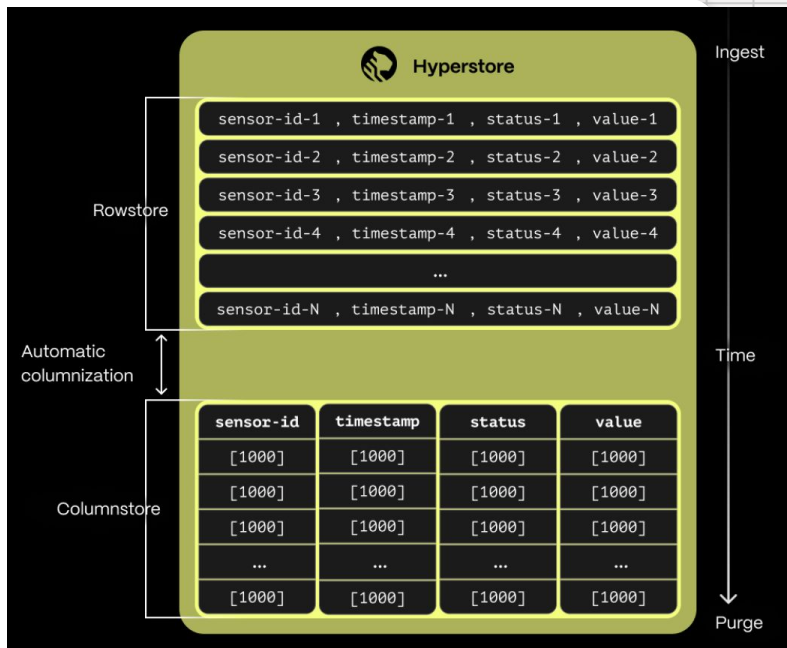 Hyperstore
Ingest
sensor-id-1 , timestamp-1 , status-1 , value-1
sensor-id-2 , timestamp-2 , status-2 , value-2
sensor-id-3 , timestamp-3 , status-3 , value-3
Rowstore
sensor-id-4 , timestamp-4 , status-4 , value-4
...
sensor-id-N , timestamp-N , status-N , value-N
Automatic
columnization
Time
sensor-id timestamp status value
[1000] [1000] [1000] [1000]
[1000] [1000] [1000] [1000]
Columnstore
[1000] [1000] [1000] [1000]
... ... ... ...
[1000] [1000] [1000] [1000]
Purge